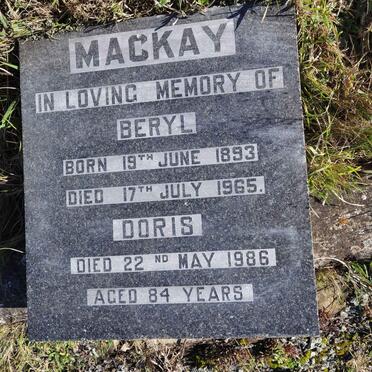 MACKAY
IN LOVING MEMORY OF
BERYL
BORN 19TH JUNE 1893
DIED 17TH JULY 1965.
DORIS
DIED 22ND MAY 1986
AGED 84 YEARS